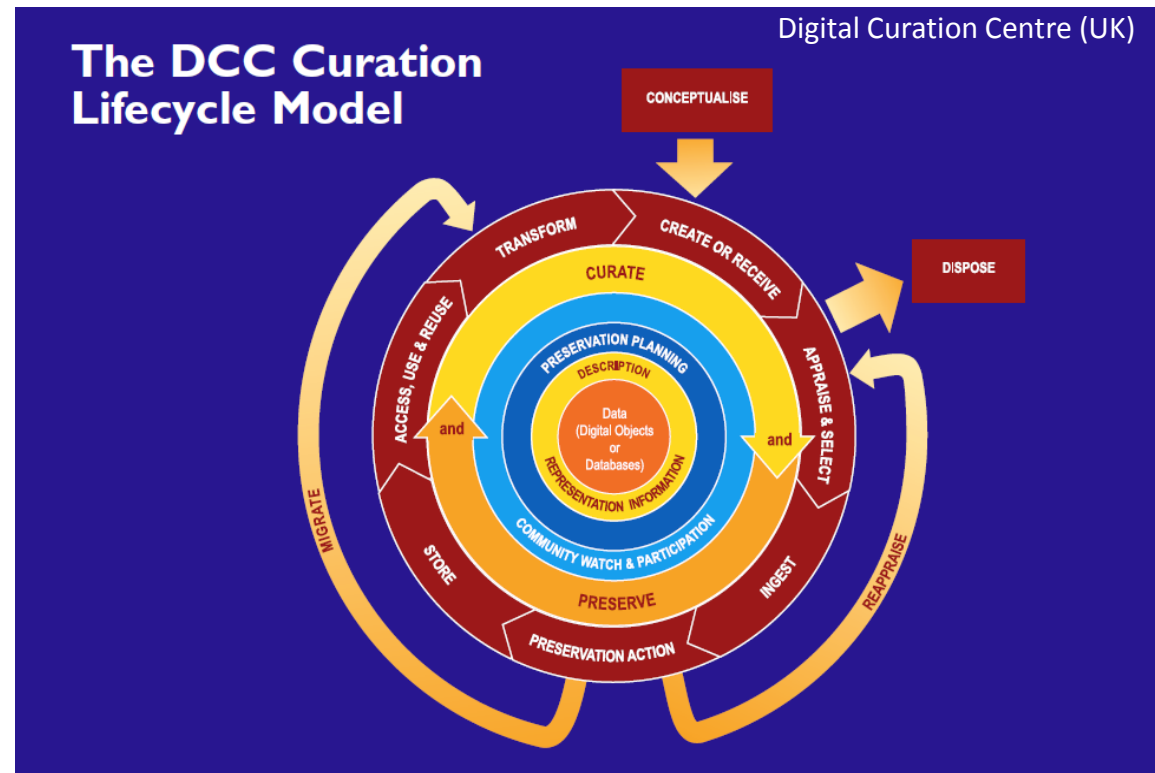 Digital Curation Centre (UK)
The DCC Curation
Lifecycle Model
CONCEPTUALISE
DISPOSE
TRANSFORM
CREATE OR RECEIVE
APPRAISE & SELECT
INGEST
PRESERVATION ACTION
STORE
ACCESS, USE & REUSE
CURATE
and
PRESERVE
and
PRESERVATION PLANNING
COMMUNITY WATCH & PARTICIPATION
DESCRIPTION
REPRESENTATION INFORMATION
Data
(Digital Objects
or
Databases)
MIGRATE
REAPPRAISE